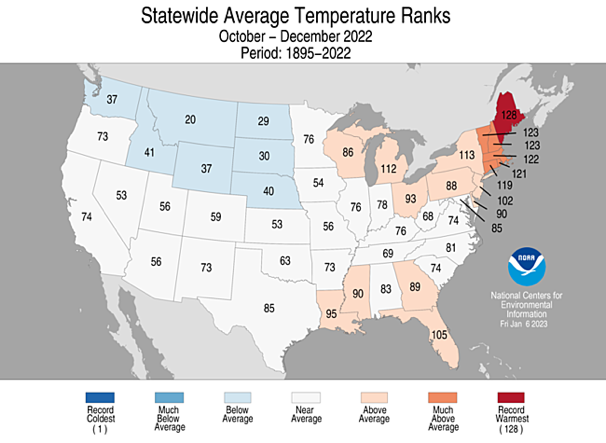 Statewide Average Temperature Ranks
October – December 2022
Period: 1895–2022
37
20
29
76
128
73
41
37
30
86
112
113
123
123
122
121
119
102
90
85
40
54
88
53
56
59
53
56
76
78
93
68
74
74
76
81
69
56
73
63
73
74
85
95
90
83
89
105
NOAA
National Centers for
Environmental
Information
Fri Jan 6 2023
Record
Coldest
(1)
Much
Below
Average
Below
Average
Near
Average
Above
Average
Much
Above
Average
Record
Warmest
(128)